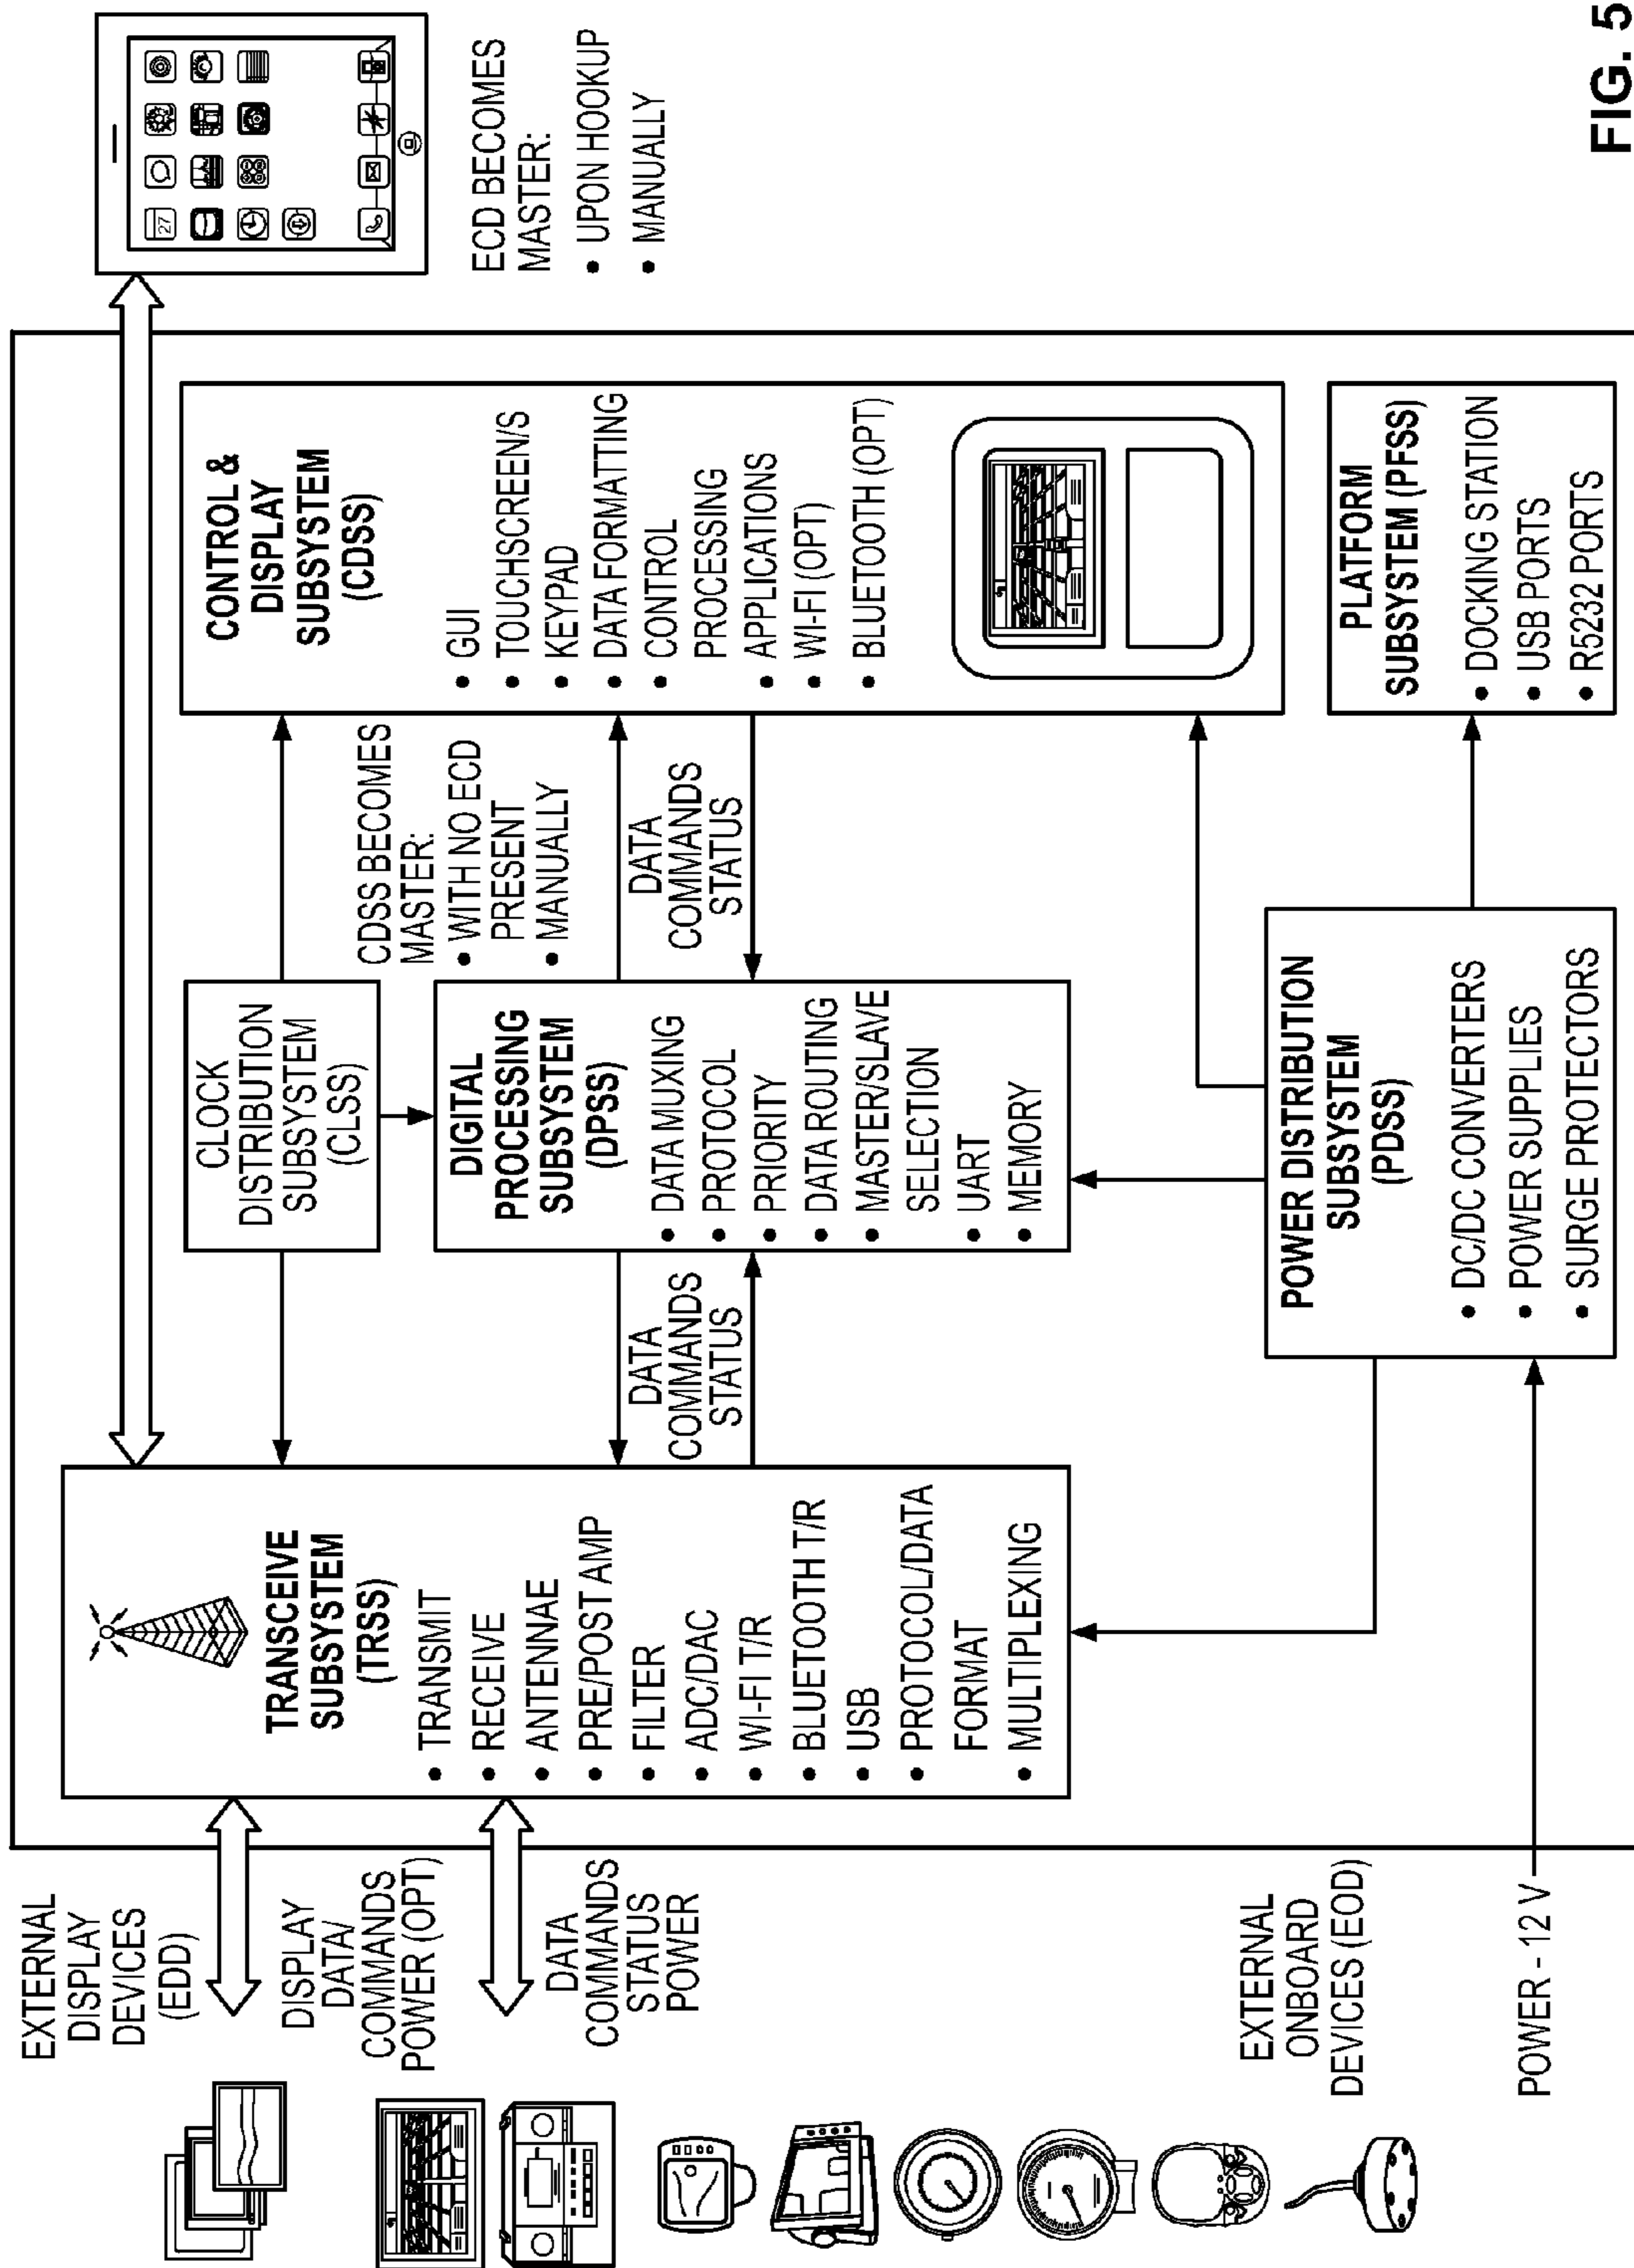 EXTERNAL
DISPLAY
DEVICES
(EDD)
DISPLAY
DATA/
COMMANDS
POWER (OPT)
DATA
COMMANDS
STATUS
POWER
EXTERNAL
ONBOARD
DEVICES (EOD)
POWER - 12 V
TRANSCEIVE
SUBSYSTEM
(TRSS)
• TRANSMIT
• RECEIVE
• ANTENNAE
• PRE/POST AMP
• FILTER
• ADC/DAC
• WI-FI T/R
• BLUETOOTH T/R
• USB
• PROTOCOL/DATA
FORMAT
• MULTIPLEXING
DATA
COMMANDS
STATUS
CLOCK
DISTRIBUTION
SUBSYSTEM
(CLSS)
DIGITAL
PROCESSING
SUBSYSTEM
(DPSS)
• DATA MUXING
• PROTOCOL
• PRIORITY
• DATA ROUTING
• MASTER/SLAVE
SELECTION
• UART
• MEMORY
POWER DISTRIBUTION
SUBSYSTEM
(PDSS)
• DC/DC CONVERTERS
• POWER SUPPLIES
• SURGE PROTECTORS
CDSS BECOMES
MASTER:
• WITH NO ECD
PRESENT
• MANUALLY
DATA
COMMANDS
STATUS
CONTROL &
DISPLAY
SUBSYSTEM
(CDSS)
• GUI
• TOUCHSCREEN/S
• KEYPAD
• DATA FORMATTING
• CONTROL
PROCESSING
• APPLICATIONS
• WI-FI (OPT)
• BLUETOOTH (OPT)
PLATFORM
SUBSYSTEM (PFSS)
• DOCKING STATION
• USB PORTS
• R5232 PORTS
27
ECD BECOMES
MASTER:
• UPON HOOKUP
• MANUALLY
FIG. 5